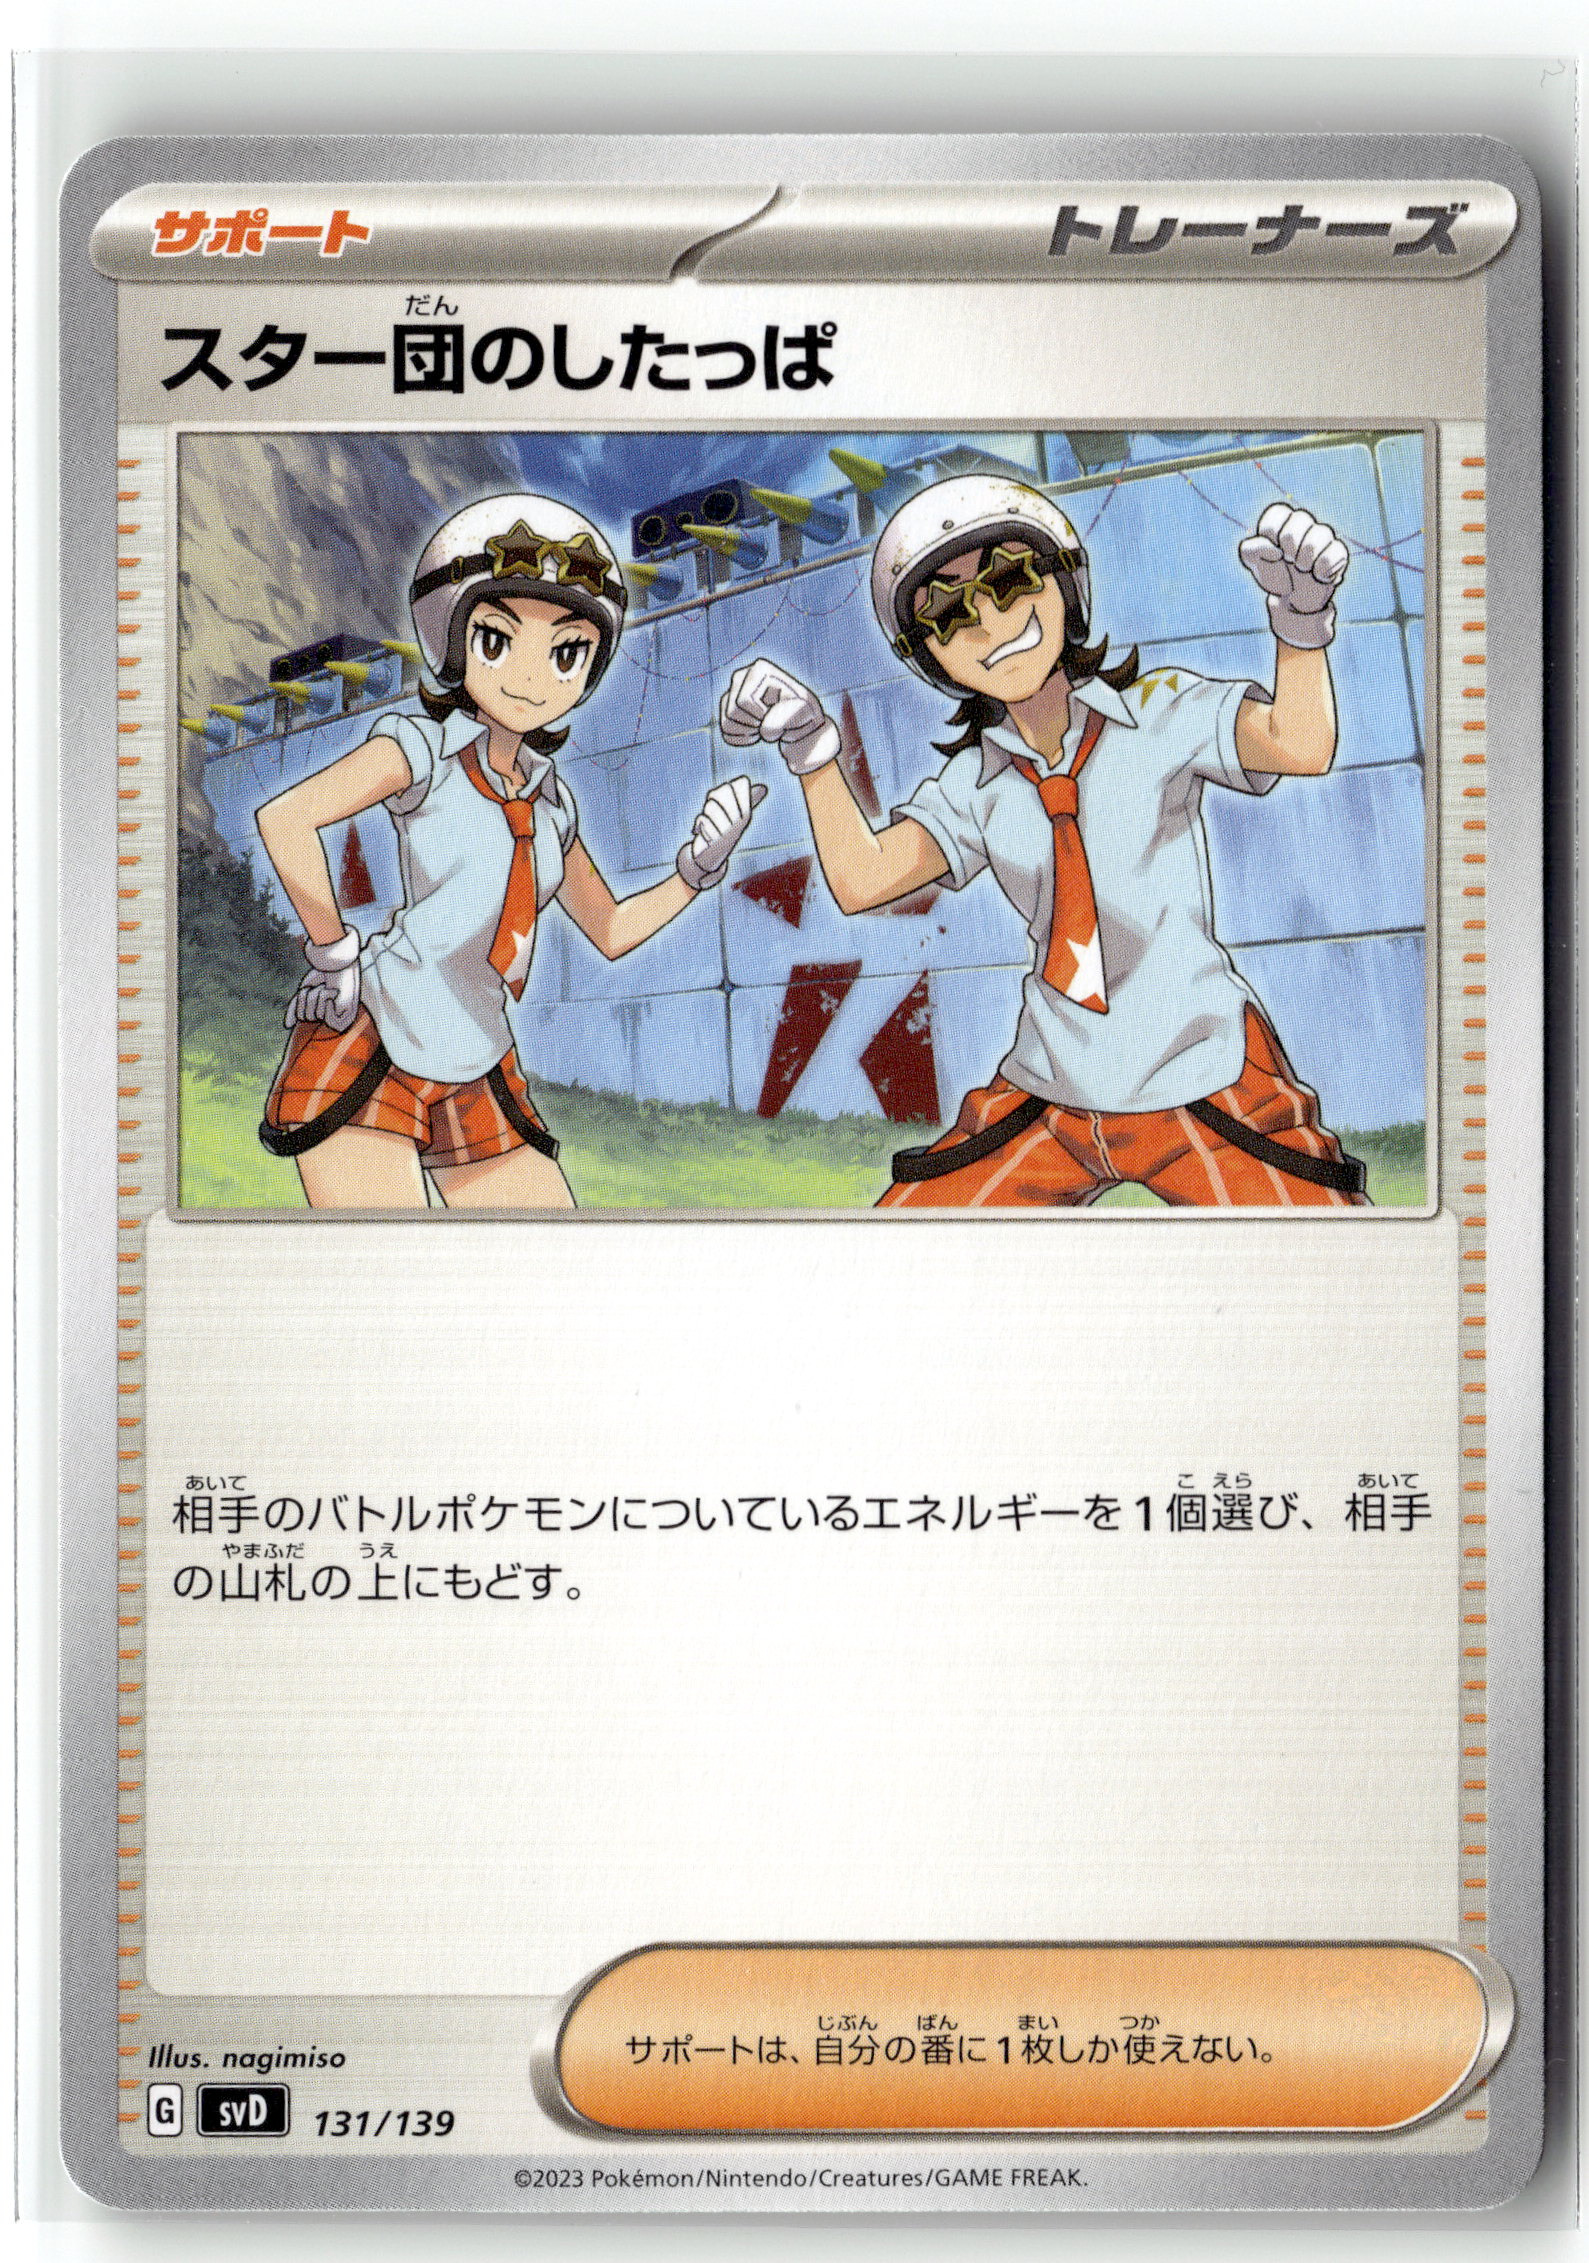 サポート
トレーナーズ
だん
スター団のしたっぱ
あいて こ えら あいて
相手のバトルポケモンについているエネルギーを1個選び、相手
やまふだ うえ
の山札の上にもどす。
じぶん ばん まい つか
サポートは、自分の番に1枚しか使えない。
Illus. nagimiso
G svD 131/139
©2023 Pokémon/Nintendo/Creatures/GAME FREAK.